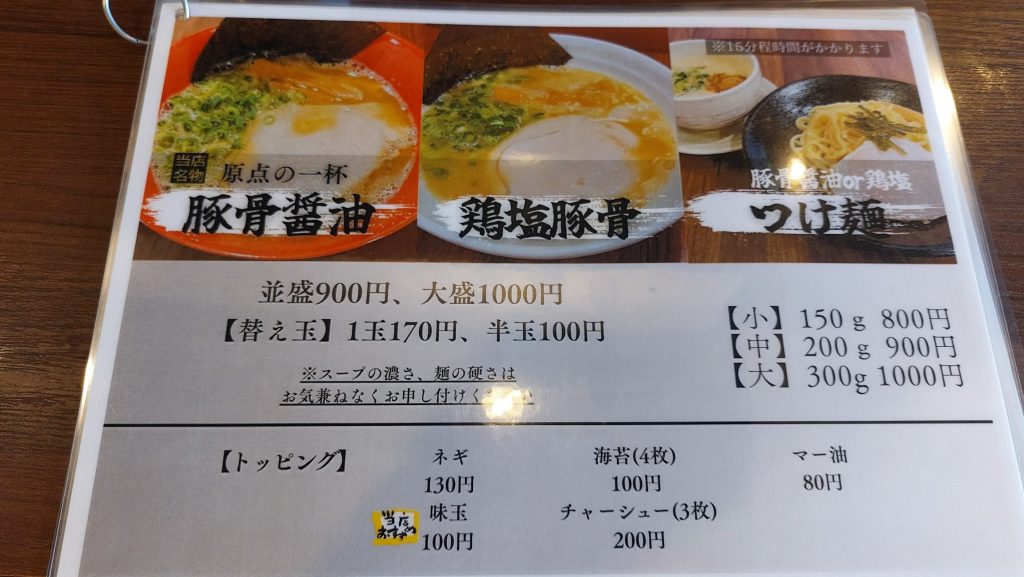 ※15分程時間がかかります
当店名物
原点の一杯
豚骨醤油
鶏塩豚骨
豚骨醤油or鶏塩
つけ麺
並盛900円、大盛1000円
【替え玉】1玉170円、半玉100円
※スープの濃さ、麺の硬さは
お気兼ねなくお申し付けく
【小】 150g 800円
【中】 200g 900円
【大】 300g 1000円
【トッピング】
ネギ
130円
海苔(4枚)
100円
マー油
80円
当店の
おすすめ
味玉
100円
チャーシュー(3枚)
200円